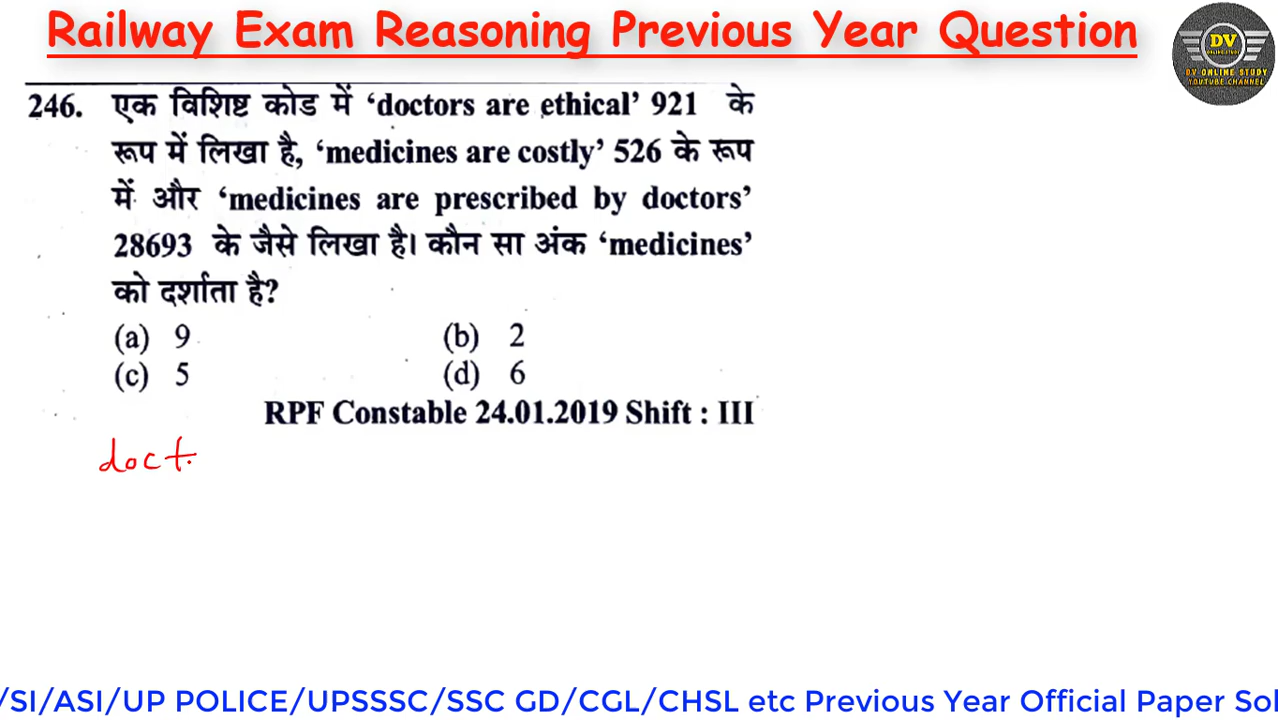 Railway Exam Reasoning Previous Year Question
DV
DV ONLINE STUDY
YOUTUBE CHANNEL
246. एक विशिष्ट कोड में ‘doctors are ethical’ 921 के
रूप में लिखा है, ‘medicines are costly’ 526 के रूप
में और ‘medicines are prescribed by doctors’
28693 के जैसे लिखा है। कौन सा अंक ‘medicines’
को दर्शाता है?
(a) 9 (b) 2
(c) 5 (d) 6
RPF Constable 24.01.2019 Shift : III
doct
/SI/ASI/UP POLICE/UPSSSC/SSC GD/CGL/CHSL etc Previous Year Official Paper Sol